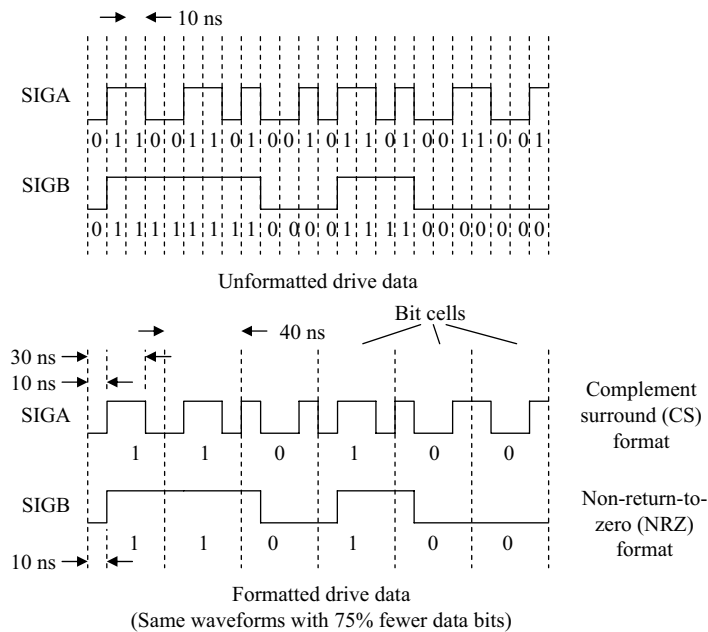 10 ns
SIGA
0 1 1 0 0 1 1 0 1 0 0 1 0 1 1 0 1 0 0 1 1 0 0 1
SIGB
0 1 1 1 1 1 1 1 1 0 0 0 0 1 1 1 1 0 0 0 0 0 0 0
Unformatted drive data
Bit cells
40 ns
30 ns
10 ns
SIGA
1 1 0 1 0 0
Complement
surround (CS)
format
SIGB
1 1 0 1 0 0
Non-return-to-
zero (NRZ)
format
10 ns
Formatted drive data
(Same waveforms with 75% fewer data bits)